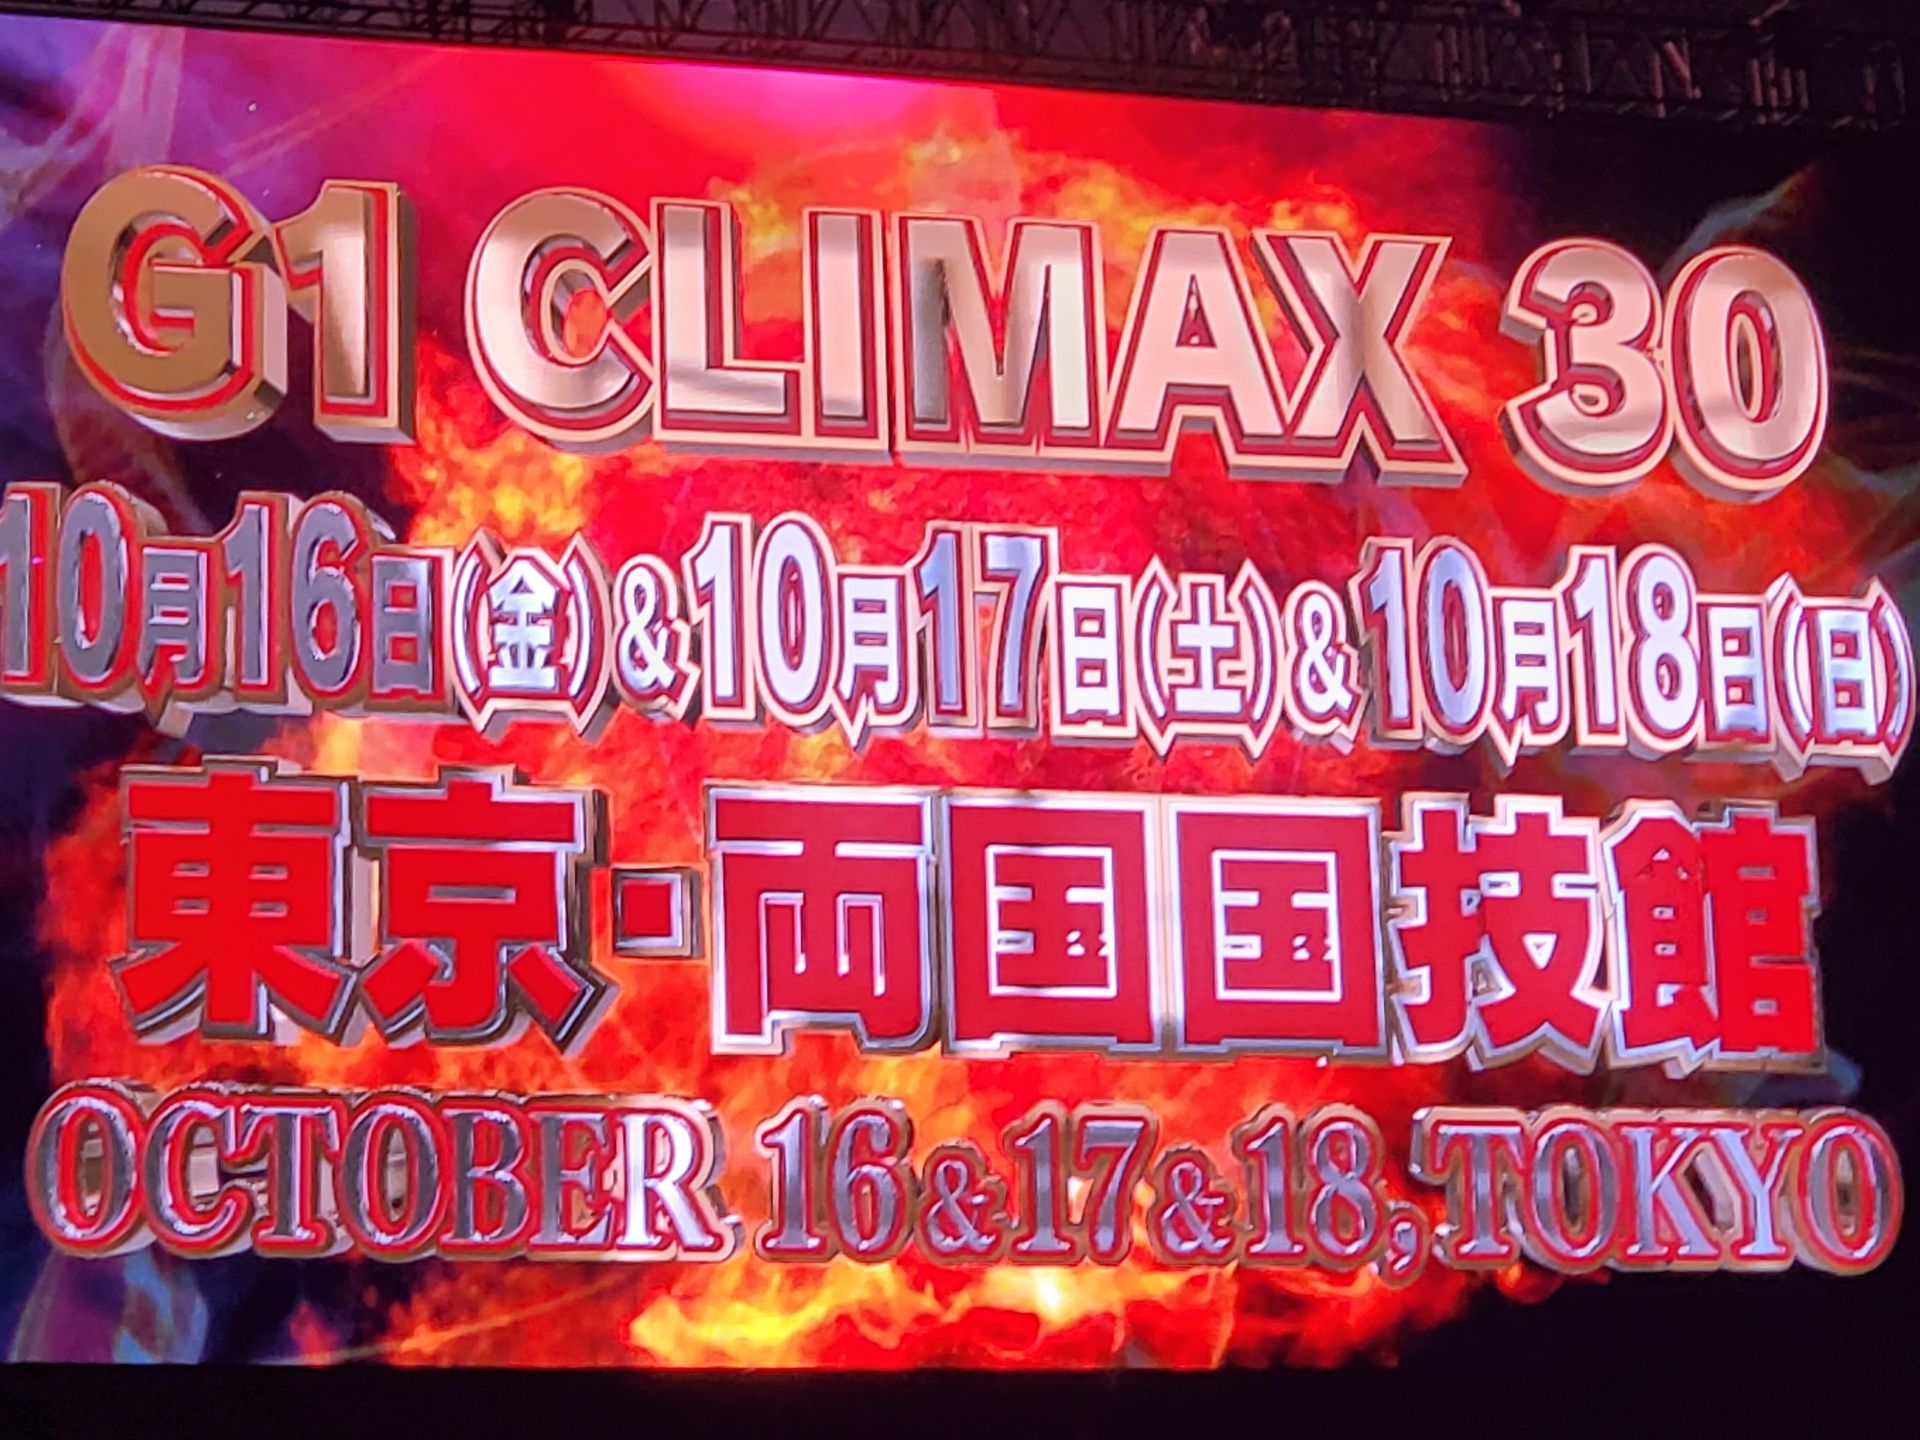 G1 CLIMAX 30
10月16日(金)&10月17日(土)&10月18日(日)
東京・両国国技館
OCTOBER 16&17&18, TOKYO